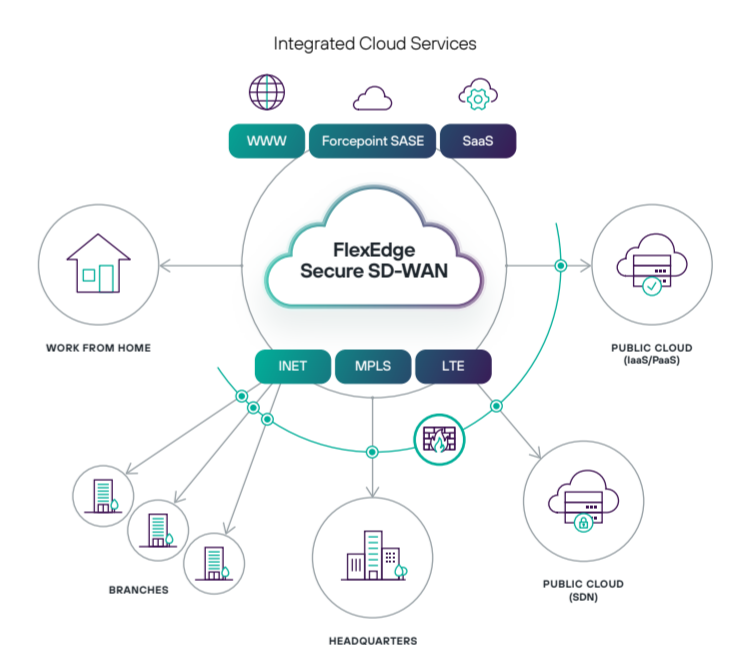 Integrated Cloud Services
WWW
Forcepoint SASE
SaaS
FlexEdge
Secure SD-WAN
WORK FROM HOME
PUBLIC CLOUD
(IaaS/PaaS)
INET
MPLS
LTE
BRANCHES
PUBLIC CLOUD
(SDN)
HEADQUARTERS